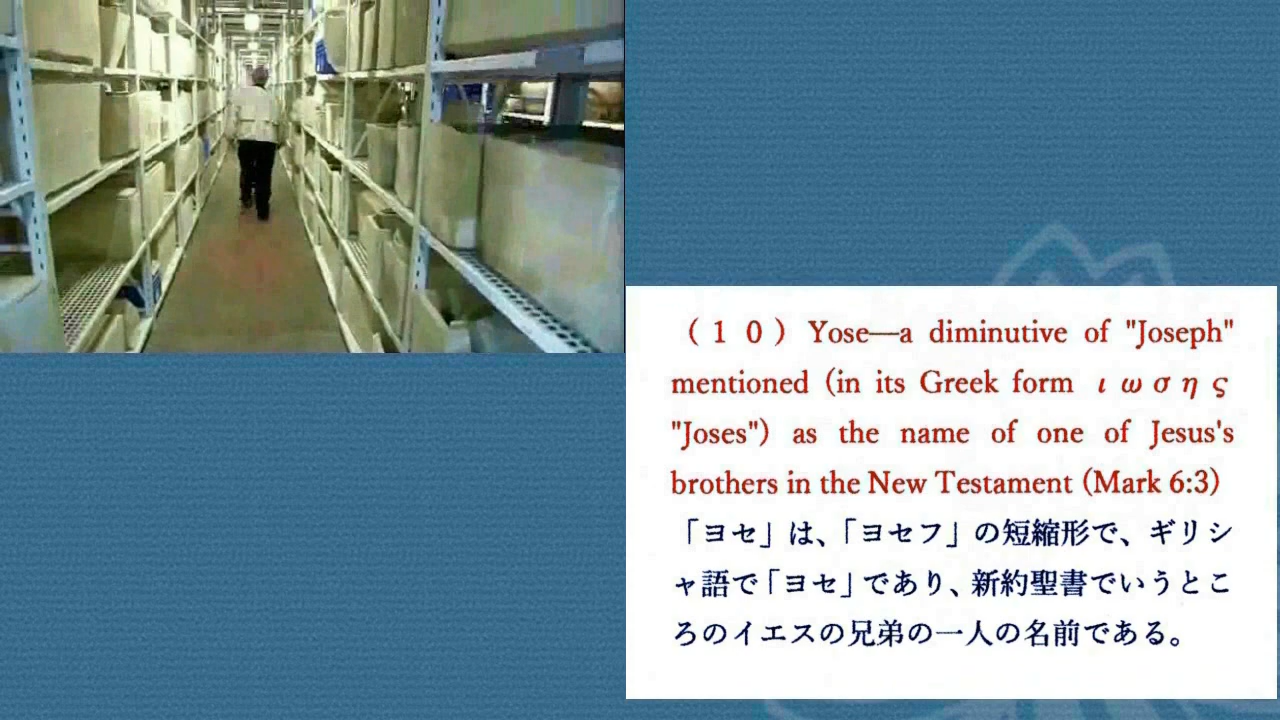 （１０）Yose—a diminutive of "Joseph"
mentioned (in its Greek form ι ω σ η ς
"Joses") as the name of one of Jesus's
brothers in the New Testament (Mark 6:3)
「ヨセ」は、「ヨセフ」の短縮形で、ギリシ
ャ語で「ヨセ」であり、新約聖書でいうとこ
ろのイエスの兄弟の一人の名前である。